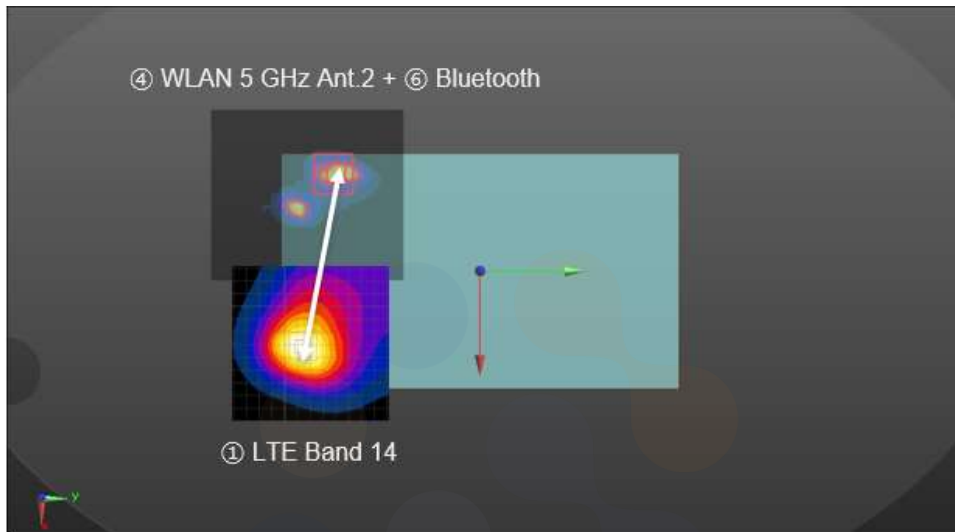 ④ WLAN 5 GHz Ant.2 + ⑥ Bluetooth
① LTE Band 14
y
x